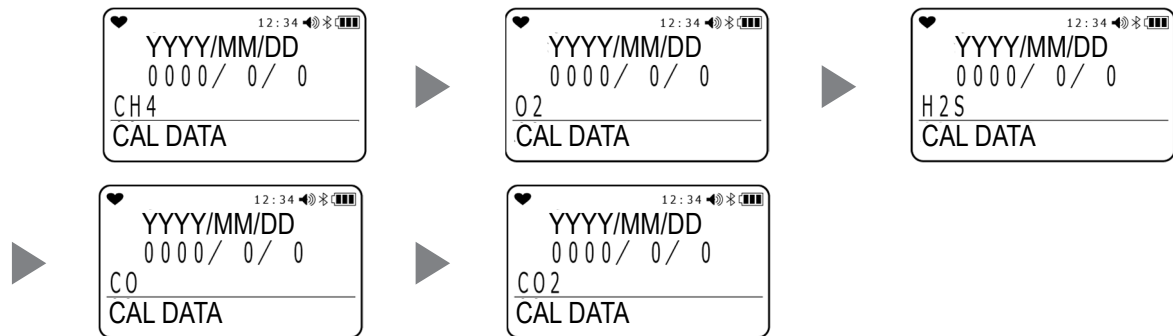 12:34
YYYY/MM/DD
0000/ 0/ 0
CH4
CAL DATA
12:34
YYYY/MM/DD
0000/ 0/ 0
O2
CAL DATA
12:34
YYYY/MM/DD
0000/ 0/ 0
H2S
CAL DATA
12:34
YYYY/MM/DD
0000/ 0/ 0
CO
CAL DATA
12:34
YYYY/MM/DD
0000/ 0/ 0
CO2
CAL DATA